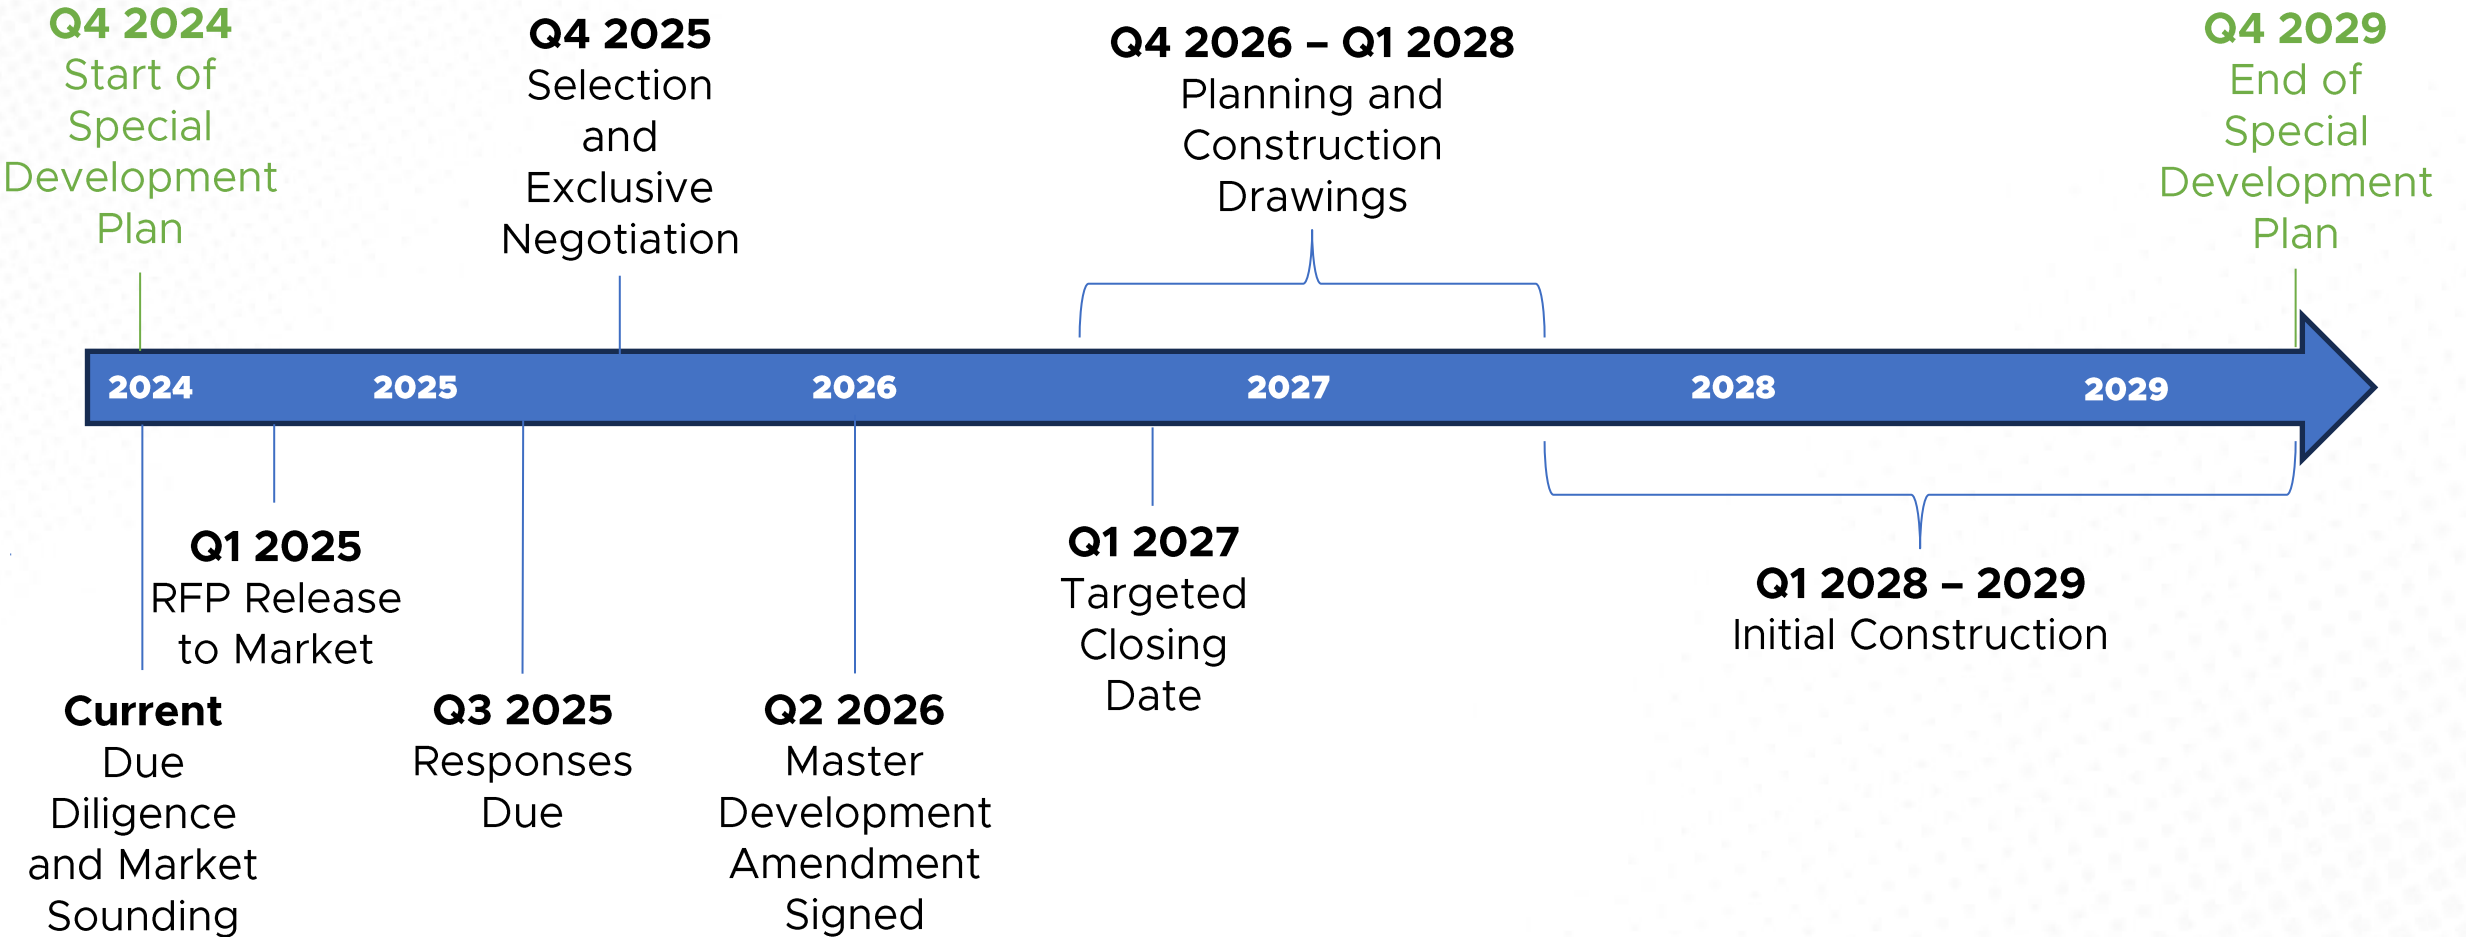 Q4 2024
Start of
Special
Development
Plan
Q4 2025
Selection
and
Exclusive
Negotiation
Q4 2026 – Q1 2028
Planning and
Construction
Drawings
Q4 2029
End of
Special
Development
Plan
2024
2025
2026
2027
2028
2029
Current
Due
Diligence
and Market
Sounding
Q1 2025
RFP Release
to Market
Q3 2025
Responses
Due
Q2 2026
Master
Development
Amendment
Signed
Q1 2027
Targeted
Closing
Date
Q1 2028 – 2029
Initial Construction